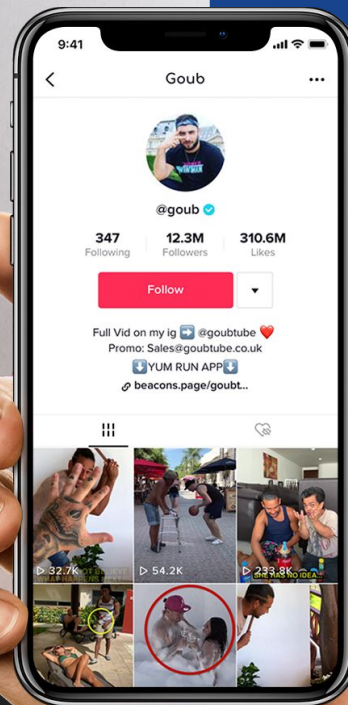 9:41
Goub
@goub
347
12.3M
310.6M
Following
Followers
Likes
Follow
Full Vid on my ig ➡️ @goubtube ❤️
Promo: Sales@goubtube.co.uk
⬇️YUM RUN APP⬇️
beacons.page/goubt...
32.7K
54.2K
233.8K
SHE HAS NO IDEA...